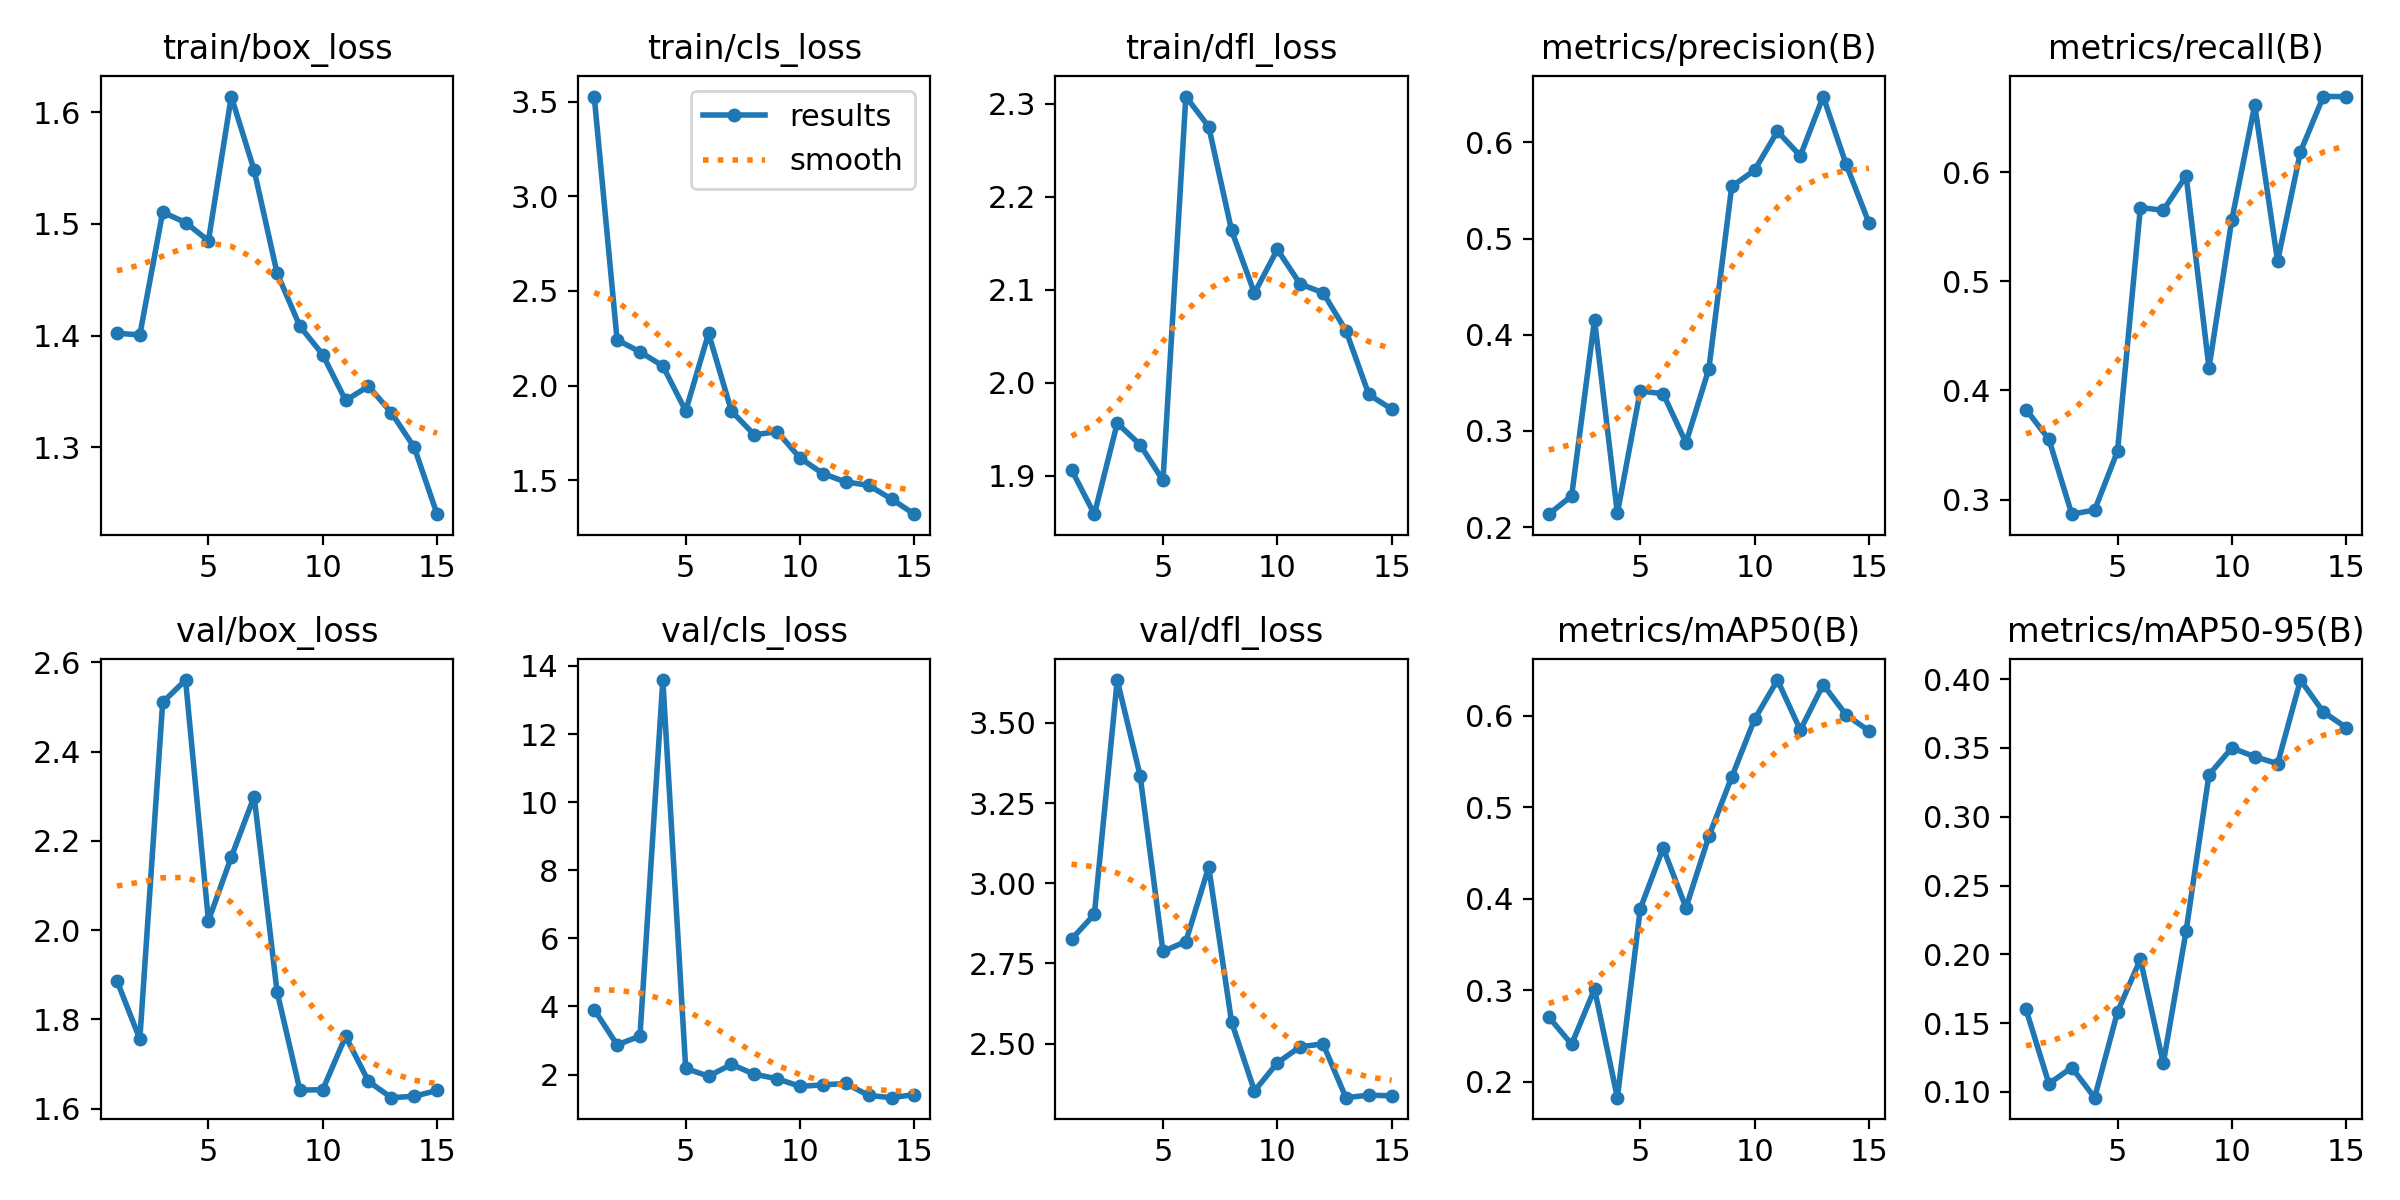 train/box_loss
1.6
1.5
1.4
1.3
5 10 15
train/cls_loss
3.5
3.0
2.5
2.0
1.5
5 10 15
results
smooth
train/dfl_loss
2.3
2.2
2.1
2.0
1.9
5 10 15
metrics/precision(B)
0.6
0.5
0.4
0.3
0.2
5 10 15
metrics/recall(B)
0.6
0.5
0.4
0.3
5 10 15
val/box_loss
2.6
2.4
2.2
2.0
1.8
1.6
5 10 15
val/cls_loss
14
12
10
8
6
4
2
5 10 15
val/dfl_loss
3.50
3.25
3.00
2.75
2.50
5 10 15
metrics/mAP50(B)
0.6
0.5
0.4
0.3
0.2
5 10 15
metrics/mAP50-95(B)
0.40
0.35
0.30
0.25
0.20
0.15
0.10
5 10 15